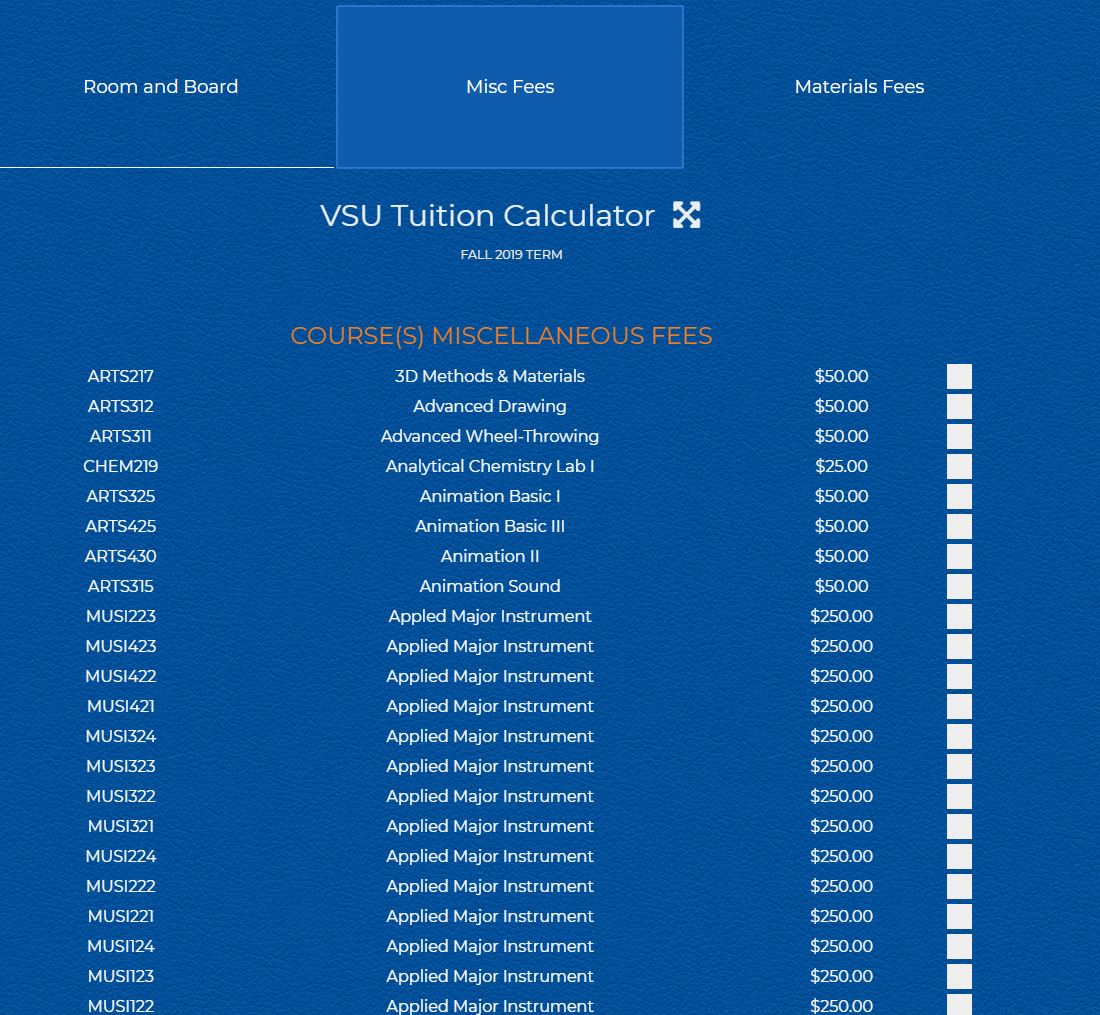 Room and Board Misc Fees Materials Fees
VSU Tuition Calculator
FALL 2019 TERM
COURSE(S) MISCELLANEOUS FEES
ARTS217 3D Methods & Materials $50.00
ARTS312 Advanced Drawing $50.00
ARTS311 Advanced Wheel-Throwing $50.00
CHEM219 Analytical Chemistry Lab I $25.00
ARTS325 Animation Basic I $50.00
ARTS425 Animation Basic III $50.00
ARTS430 Animation II $50.00
ARTS315 Animation Sound $50.00
MUSI223 Appled Major Instrument $250.00
MUSI423 Applied Major Instrument $250.00
MUSI422 Applied Major Instrument $250.00
MUSI421 Applied Major Instrument $250.00
MUSI324 Applied Major Instrument $250.00
MUSI323 Applied Major Instrument $250.00
MUSI322 Applied Major Instrument $250.00
MUSI321 Applied Major Instrument $250.00
MUSI224 Applied Major Instrument $250.00
MUSI222 Applied Major Instrument $250.00
MUSI221 Applied Major Instrument $250.00
MUSI124 Applied Major Instrument $250.00
MUSI123 Applied Major Instrument $250.00
MUSI122 Applied Major Instrument $250.00